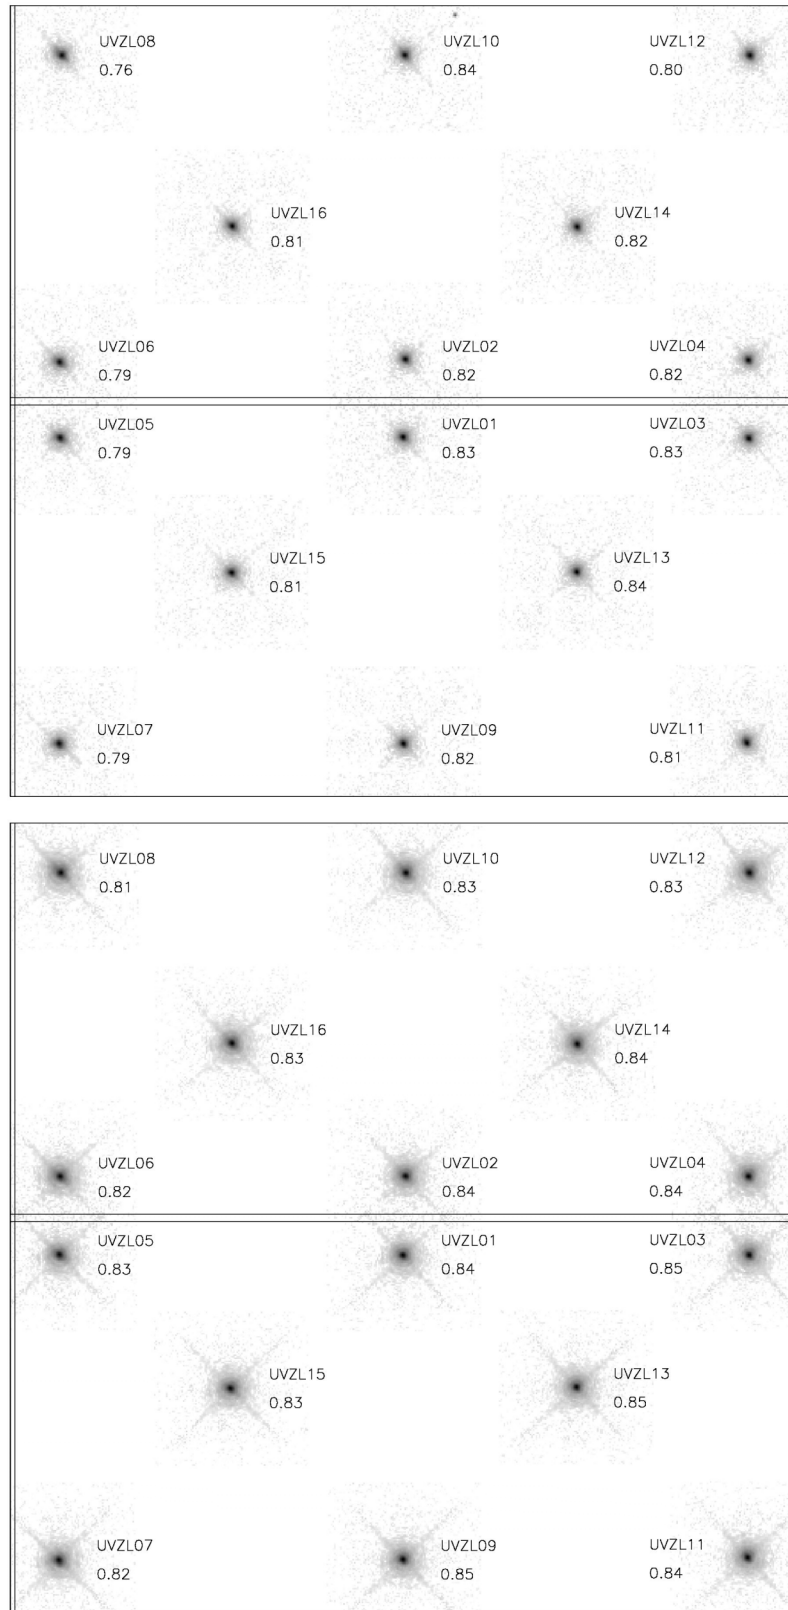 UVZL08
0.76
UVZL10
0.84
UVZL12
0.80
UVZL16
0.81
UVZL14
0.82
UVZL06
0.79
UVZL02
0.82
UVZL04
0.82
UVZL05
0.79
UVZL01
0.83
UVZL03
0.83
UVZL15
0.81
UVZL13
0.84
UVZL07
0.79
UVZL09
0.82
UVZL11
0.81
UVZL08
0.81
UVZL10
0.83
UVZL12
0.83
UVZL16
0.83
UVZL14
0.84
UVZL06
0.82
UVZL02
0.84
UVZL04
0.84
UVZL05
0.83
UVZL01
0.84
UVZL03
0.85
UVZL15
0.83
UVZL13
0.85
UVZL07
0.82
UVZL09
0.85
UVZL11
0.84